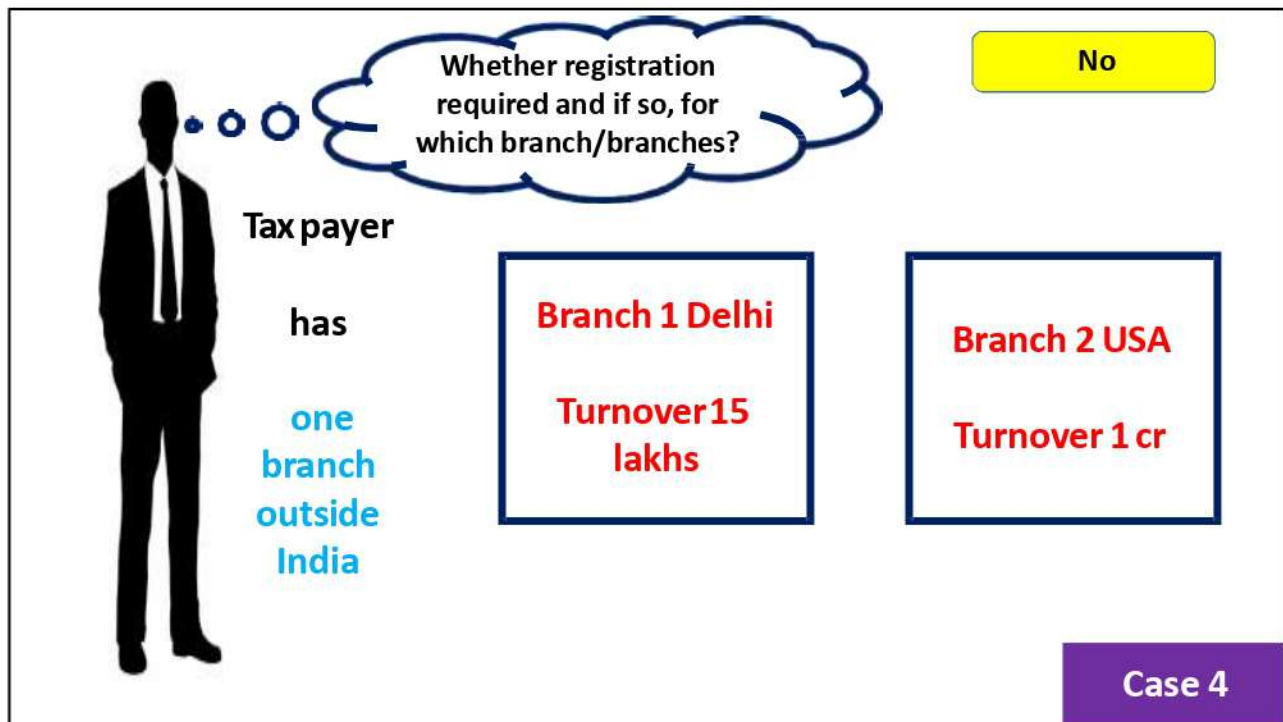 Whether registration
required and if so, for
which branch/branches?
No
Tax payer
has
one
branch
outside
India
Branch 1 Delhi
Turnover 15
lakhs
Branch 2 USA
Turnover 1 cr
Case 4